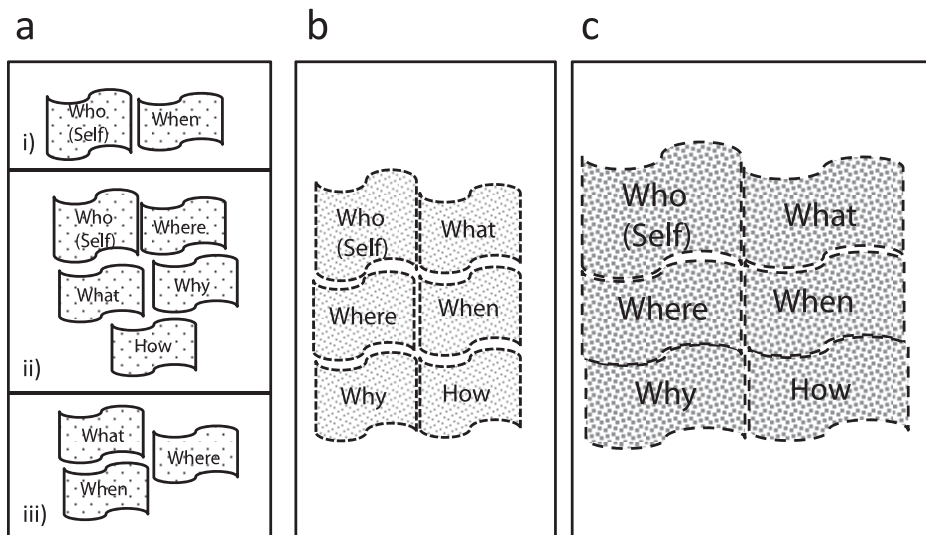 a
i)
Who
(Self)
When
ii)
Who
(Self)
Where
What
Why
How
iii)
What
Where
When
b
Who
(Self)
What
Where
When
Why
How
c
Who
(Self)
What
Where
When
Why
How